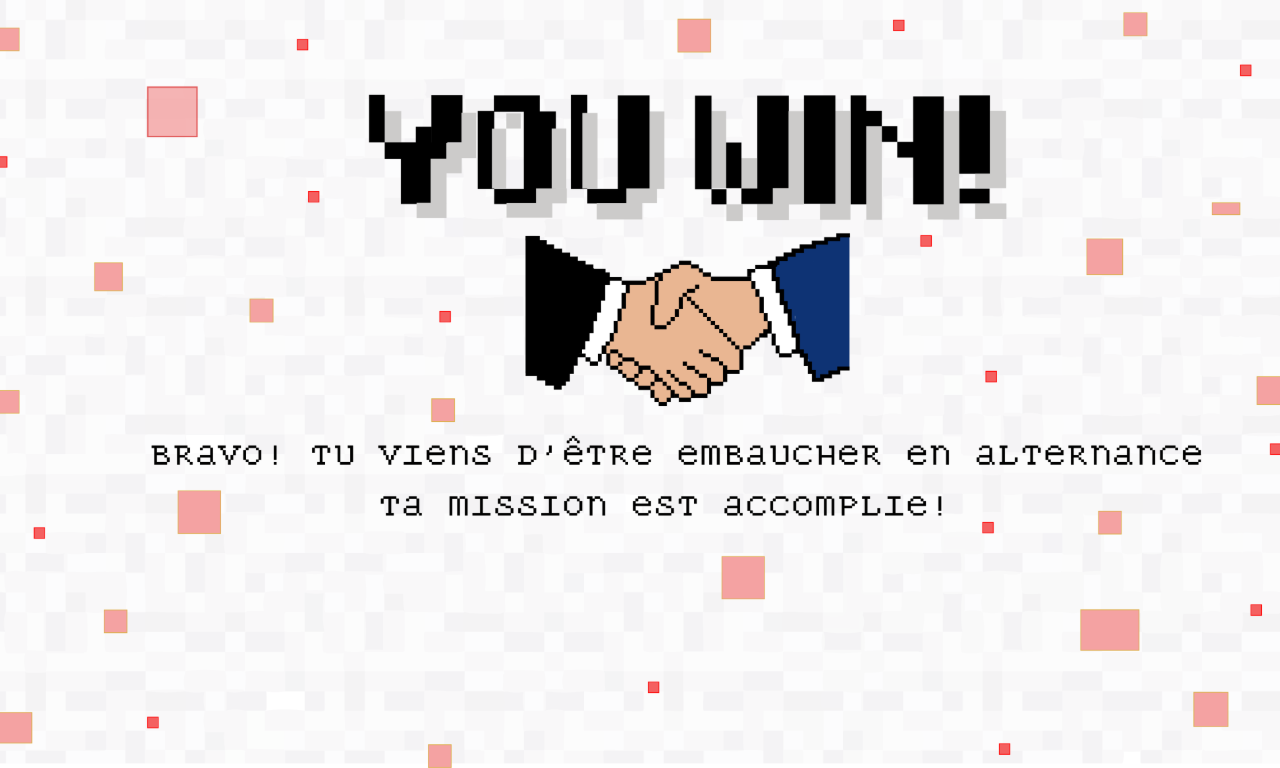 YOU WIN!
BRAVO! TU VIENS D'ÊTRE EMBAUCHER EN ALTERNANCE
TA MISSION EST ACCOMPLIE!